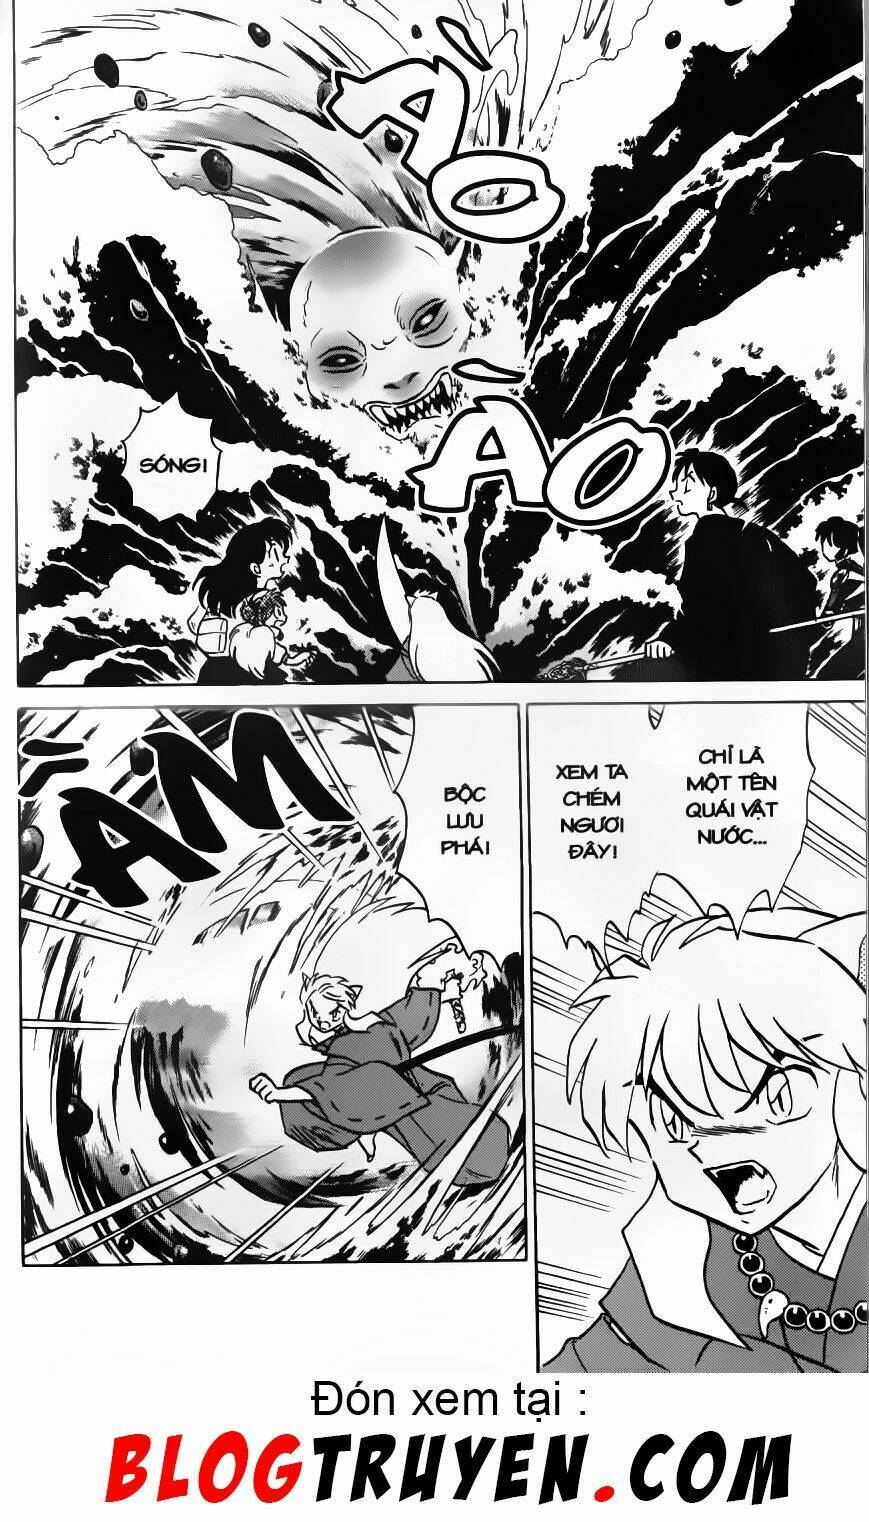 ÁO
ÀO
SÓNG!
CHỈ LÀ
MỘT TÊN
QUÁI VẬT
NƯỚC...
XEM TA
CHÉM
NGƯƠI
ĐÂY!
BỘC
LƯU
PHÁ!
ẦM
Đón xem tại :
BLOGTRUYEN.COM